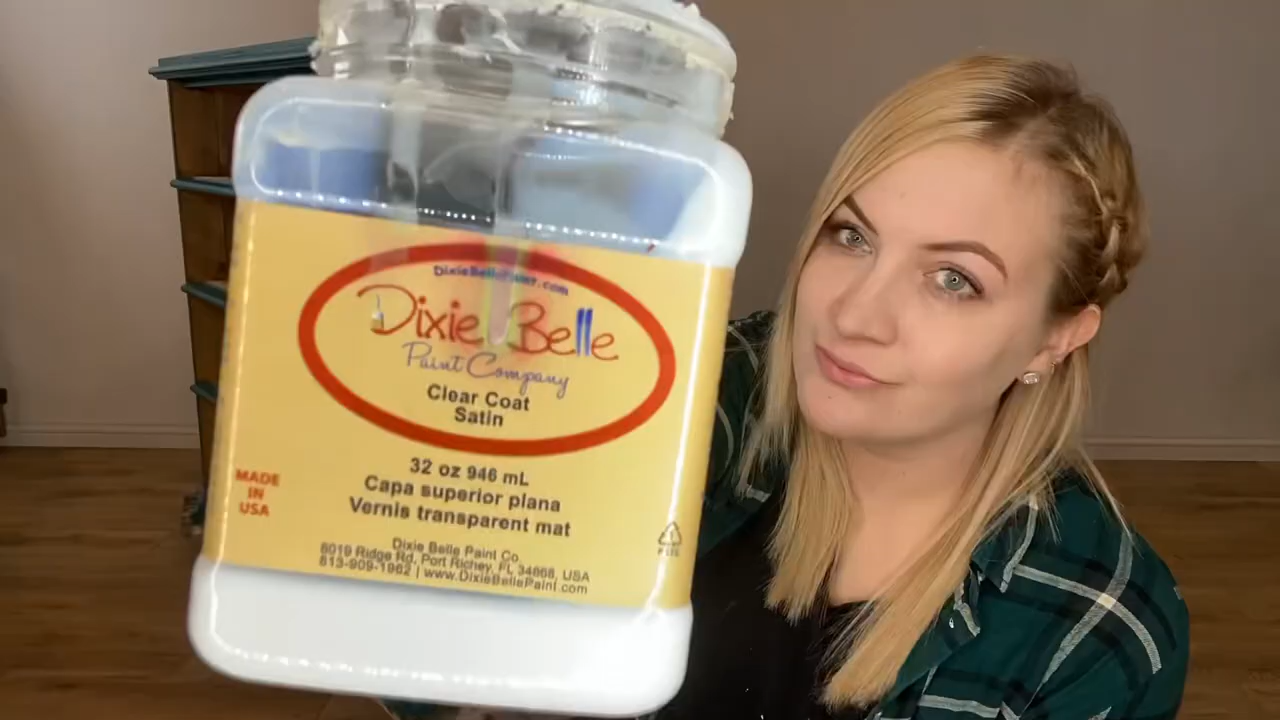 DixieBellePaint.com
Dixie Belle
Paint Company
Clear Coat
Satin
32 oz 946 mL
Capa superior plana
Vernis transparent mat
MADE
IN
USA
Dixie Belle Paint Co.
8019 Ridge Rd, Port Richey, FL 34668, USA
813-909-1962 | www.DixieBellePaint.com